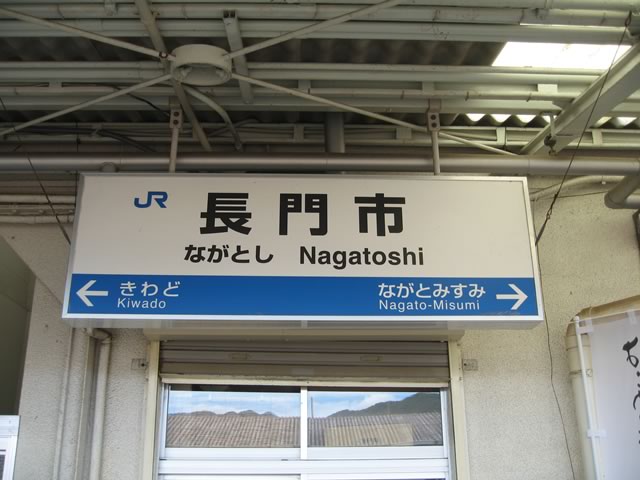 JR 長門市
ながとし Nagatoshi
← きわど ながとみすみ →
Kiwado Nagato-Misumi